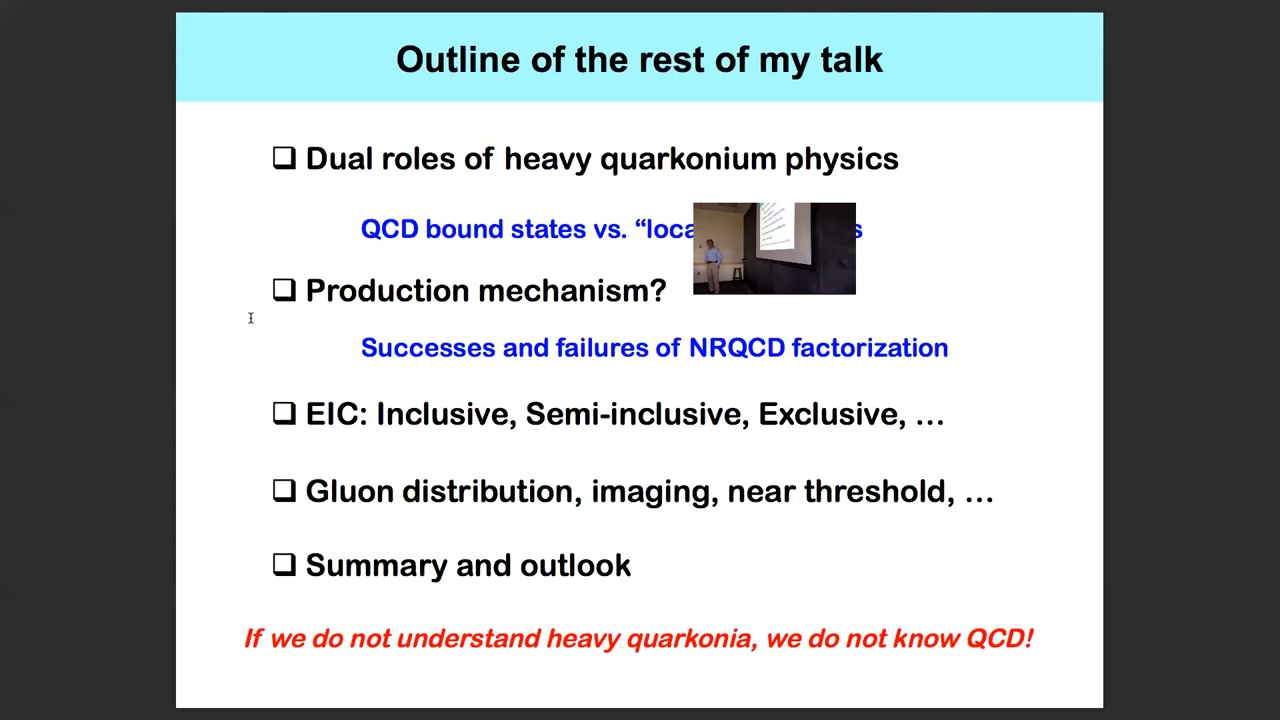 Outline of the rest of my talk
❑ Dual roles of heavy quarkonium physics
QCD bound states vs. “loca
❑ Production mechanism?
Successes and failures of NRQCD factorization
❑ EIC: Inclusive, Semi-inclusive, Exclusive, …
❑ Gluon distribution, imaging, near threshold, …
❑ Summary and outlook
If we do not understand heavy quarkonia, we do not know QCD!